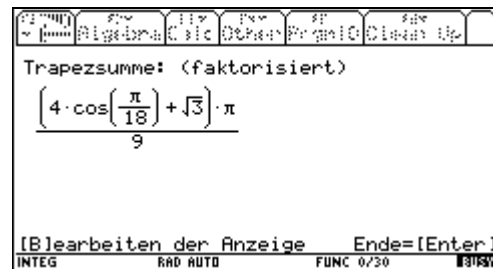 Algebra Calc Other PrgmIO Clean Up
Trapezsumme: (faktorisiert)
(4·cos(π/18)+√3)·π
9
[B]earbeiten der Anzeige Ende=[Enter]
INTEG RAD AUTO FUNC 0/30 BUSY